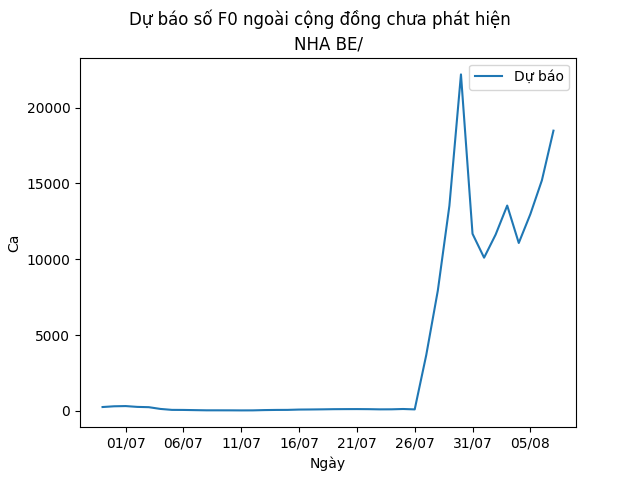 Dự báo số F0 ngoài cộng đồng chưa phát hiện
NHA BE/
Dự báo
Ca
20000
15000
10000
5000
0
01/07 06/07 11/07 16/07 21/07 26/07 31/07 05/08
Ngày